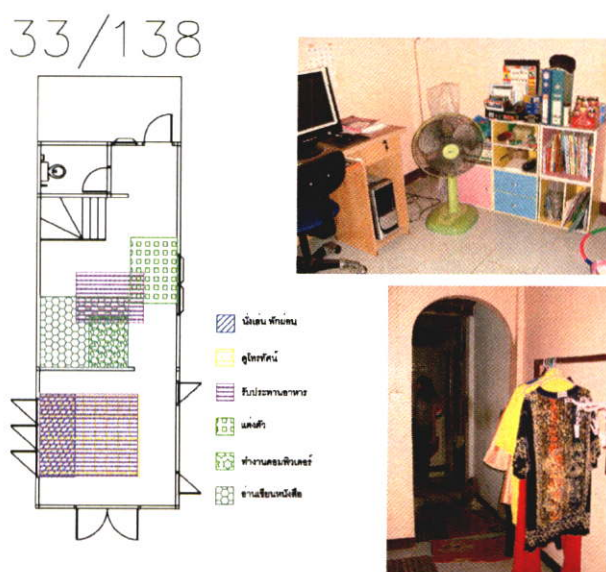 33/138
นั่งเล่น พักผ่อน
ดูโทรทัศน์
รับประทานอาหาร
แต่งตัว
ทำงานคอมพิวเตอร์
อ่านเขียนหนังสือ